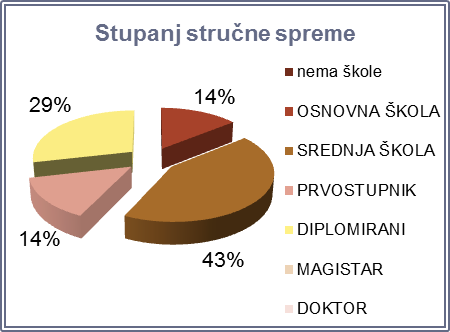 Stupanj stručne spreme
29%
14%
14%
43%
nema škole
OSNOVNA ŠKOLA
SREDNJA ŠKOLA
PRVOSTUPNIK
DIPLOMIRANI
MAGISTAR
DOKTOR